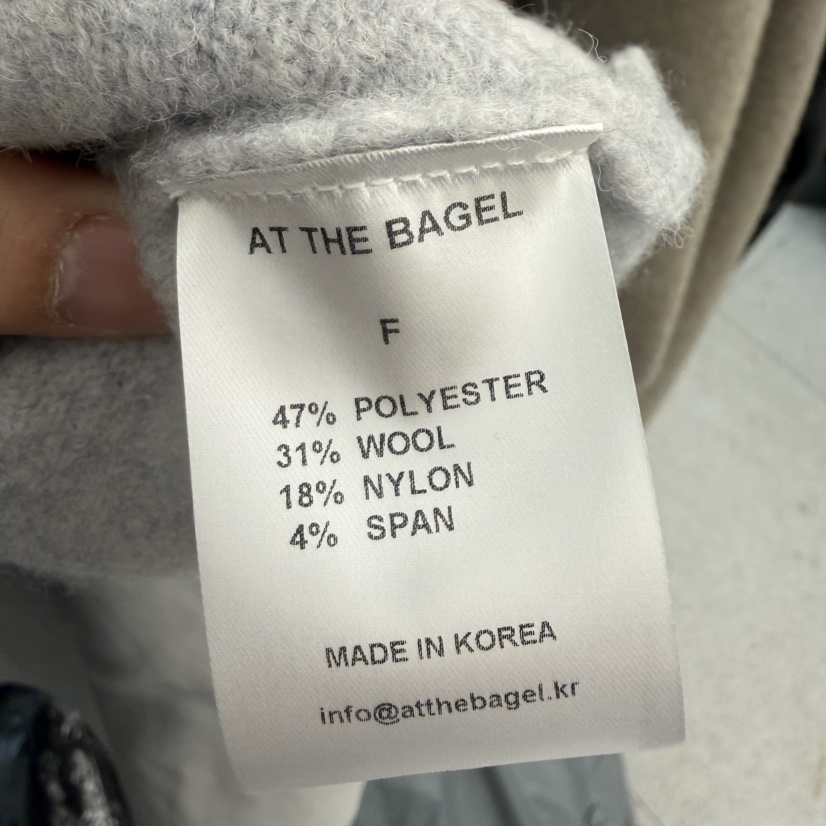 AT THE BAGEL
F
47% POLYESTER
31% WOOL
18% NYLON
4% SPAN
MADE IN KOREA
info@atthebagel.kr